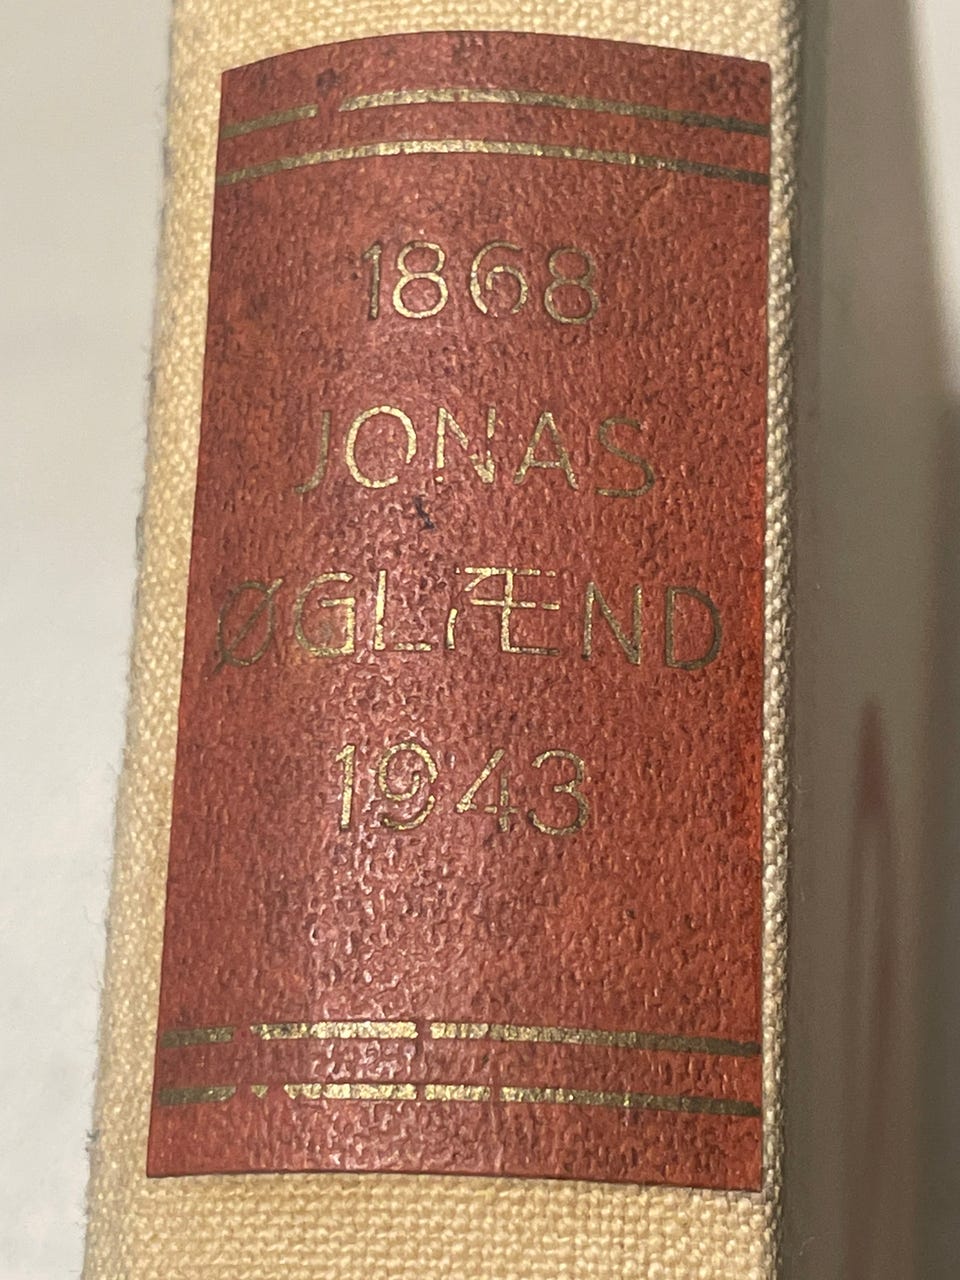 1868
JONAS
ØGLÆND
1943